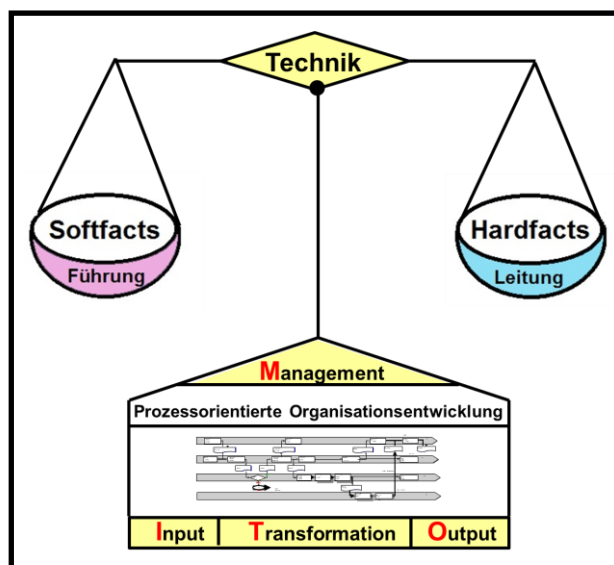 Technik
Softfacts
Führung
Hardfacts
Leitung
Management
Prozessorientierte Organisationsentwicklung
Input
Transformation
Output